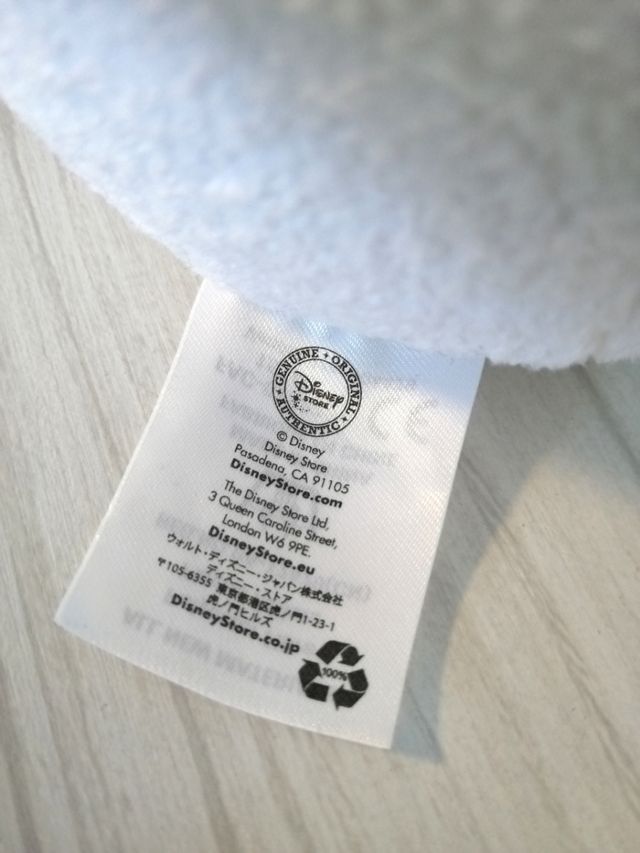 GENUINE • ORIGINAL • AUTHENTIC •
Disney
STORE
© Disney
Disney Store
Pasadena, CA 91105
DisneyStore.com
The Disney Store Ltd,
3 Queen Caroline Street,
London W6 9PE.
DisneyStore.eu
ウォルト・ディズニー・ジャパン株式会社
ディズニー・ストア
〒105-6355 東京都港区虎ノ門1-23-1
虎ノ門ヒルズ
DisneyStore.co.jp
100%